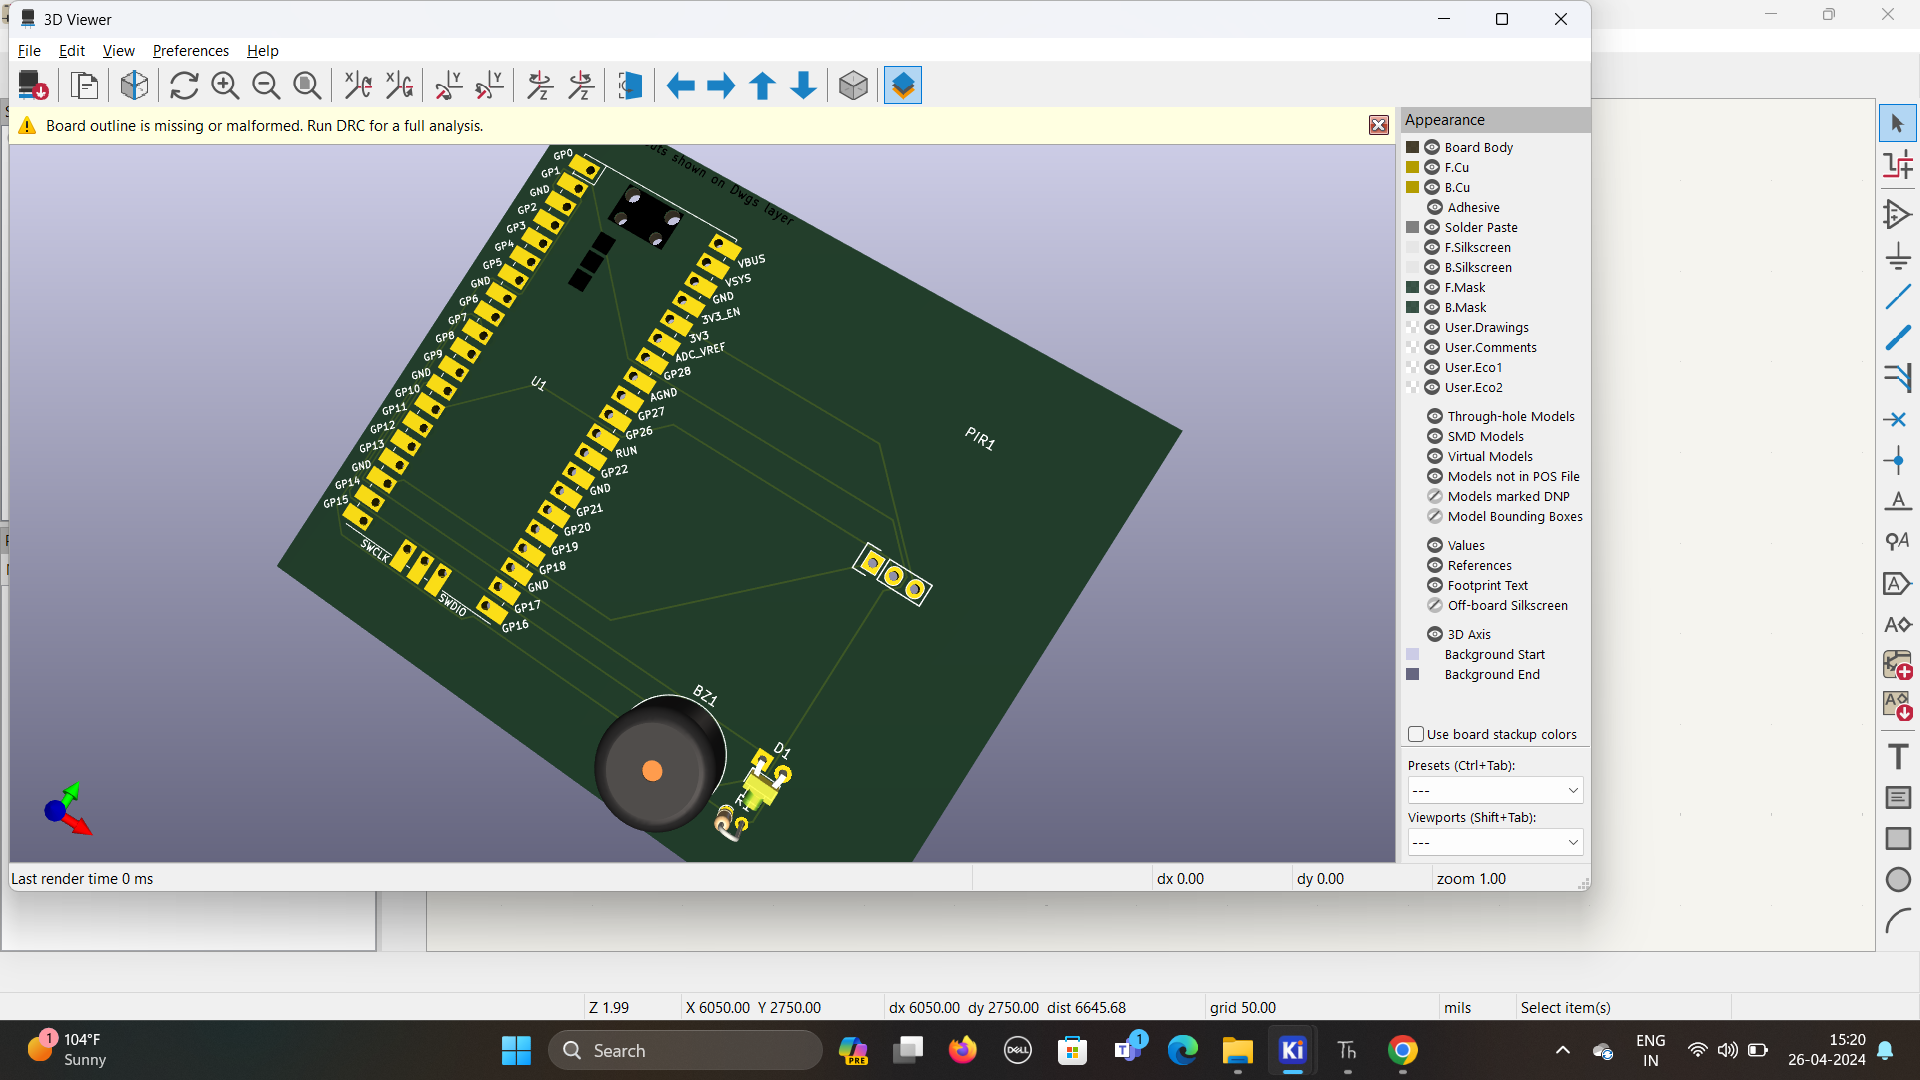 3D Viewer
File Edit View Preferences Help
Board outline is missing or malformed. Run DRC for a full analysis.
uts shown on Dwgs layer
GP0
GP1
GND
GP2
GP3
GP4
GP5
GND
GP6
GP7
GP8
GP9
GND
GP10
GP11
GP12
GP13
GND
GP14
GP15
SWCLK
SWDIO
U1
VBUS
VSYS
GND
3V3_EN
3V3
ADC_VREF
GP28
AGND
GP27
GP26
RUN
GP22
GND
GP21
GP20
GP19
GP18
GND
GP17
GP16
PIR1
BZ1
D1
Appearance
Board Body
F.Cu
B.Cu
Adhesive
Solder Paste
F.Silkscreen
B.Silkscreen
F.Mask
B.Mask
User.Drawings
User.Comments
User.Eco1
User.Eco2
Through-hole Models
SMD Models
Virtual Models
Models not in POS File
Models marked DNP
Model Bounding Boxes
Values
References
Footprint Text
Off-board Silkscreen
3D Axis
Background Start
Background End
Use board stackup colors
Presets (Ctrl+Tab):
---
Viewports (Shift+Tab):
---
Last render time 0 ms dx 0.00 dy 0.00 zoom 1.00
Z 1.99 X 6050.00 Y 2750.00 dx 6050.00 dy 2750.00 dist 6645.68 grid 50.00 mils Select item(s)
1
104°F
Sunny
Search
PRE
DELL
1
Ki
Th
ENG
IN
15:20
26-04-2024